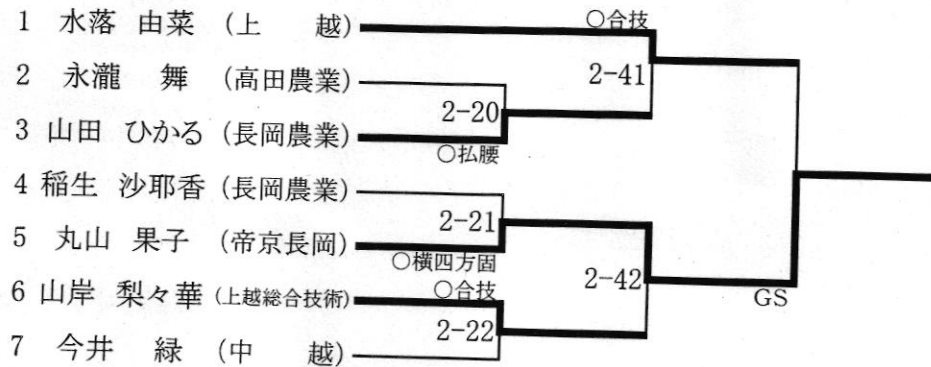 ○合技
1 水落 由菜 (上 越)
2-41
2 永瀧 舞 (高田農業)
2-20
3 山田 ひかる (長岡農業)
○払腰
4 稲生 沙耶香 (長岡農業)
2-21
5 丸山 果子 (帝京長岡)
○横四方固
2-42
○合技
6 山岸 梨々華 (上越総合技術)
GS
2-22
7 今井 緑 (中 越)